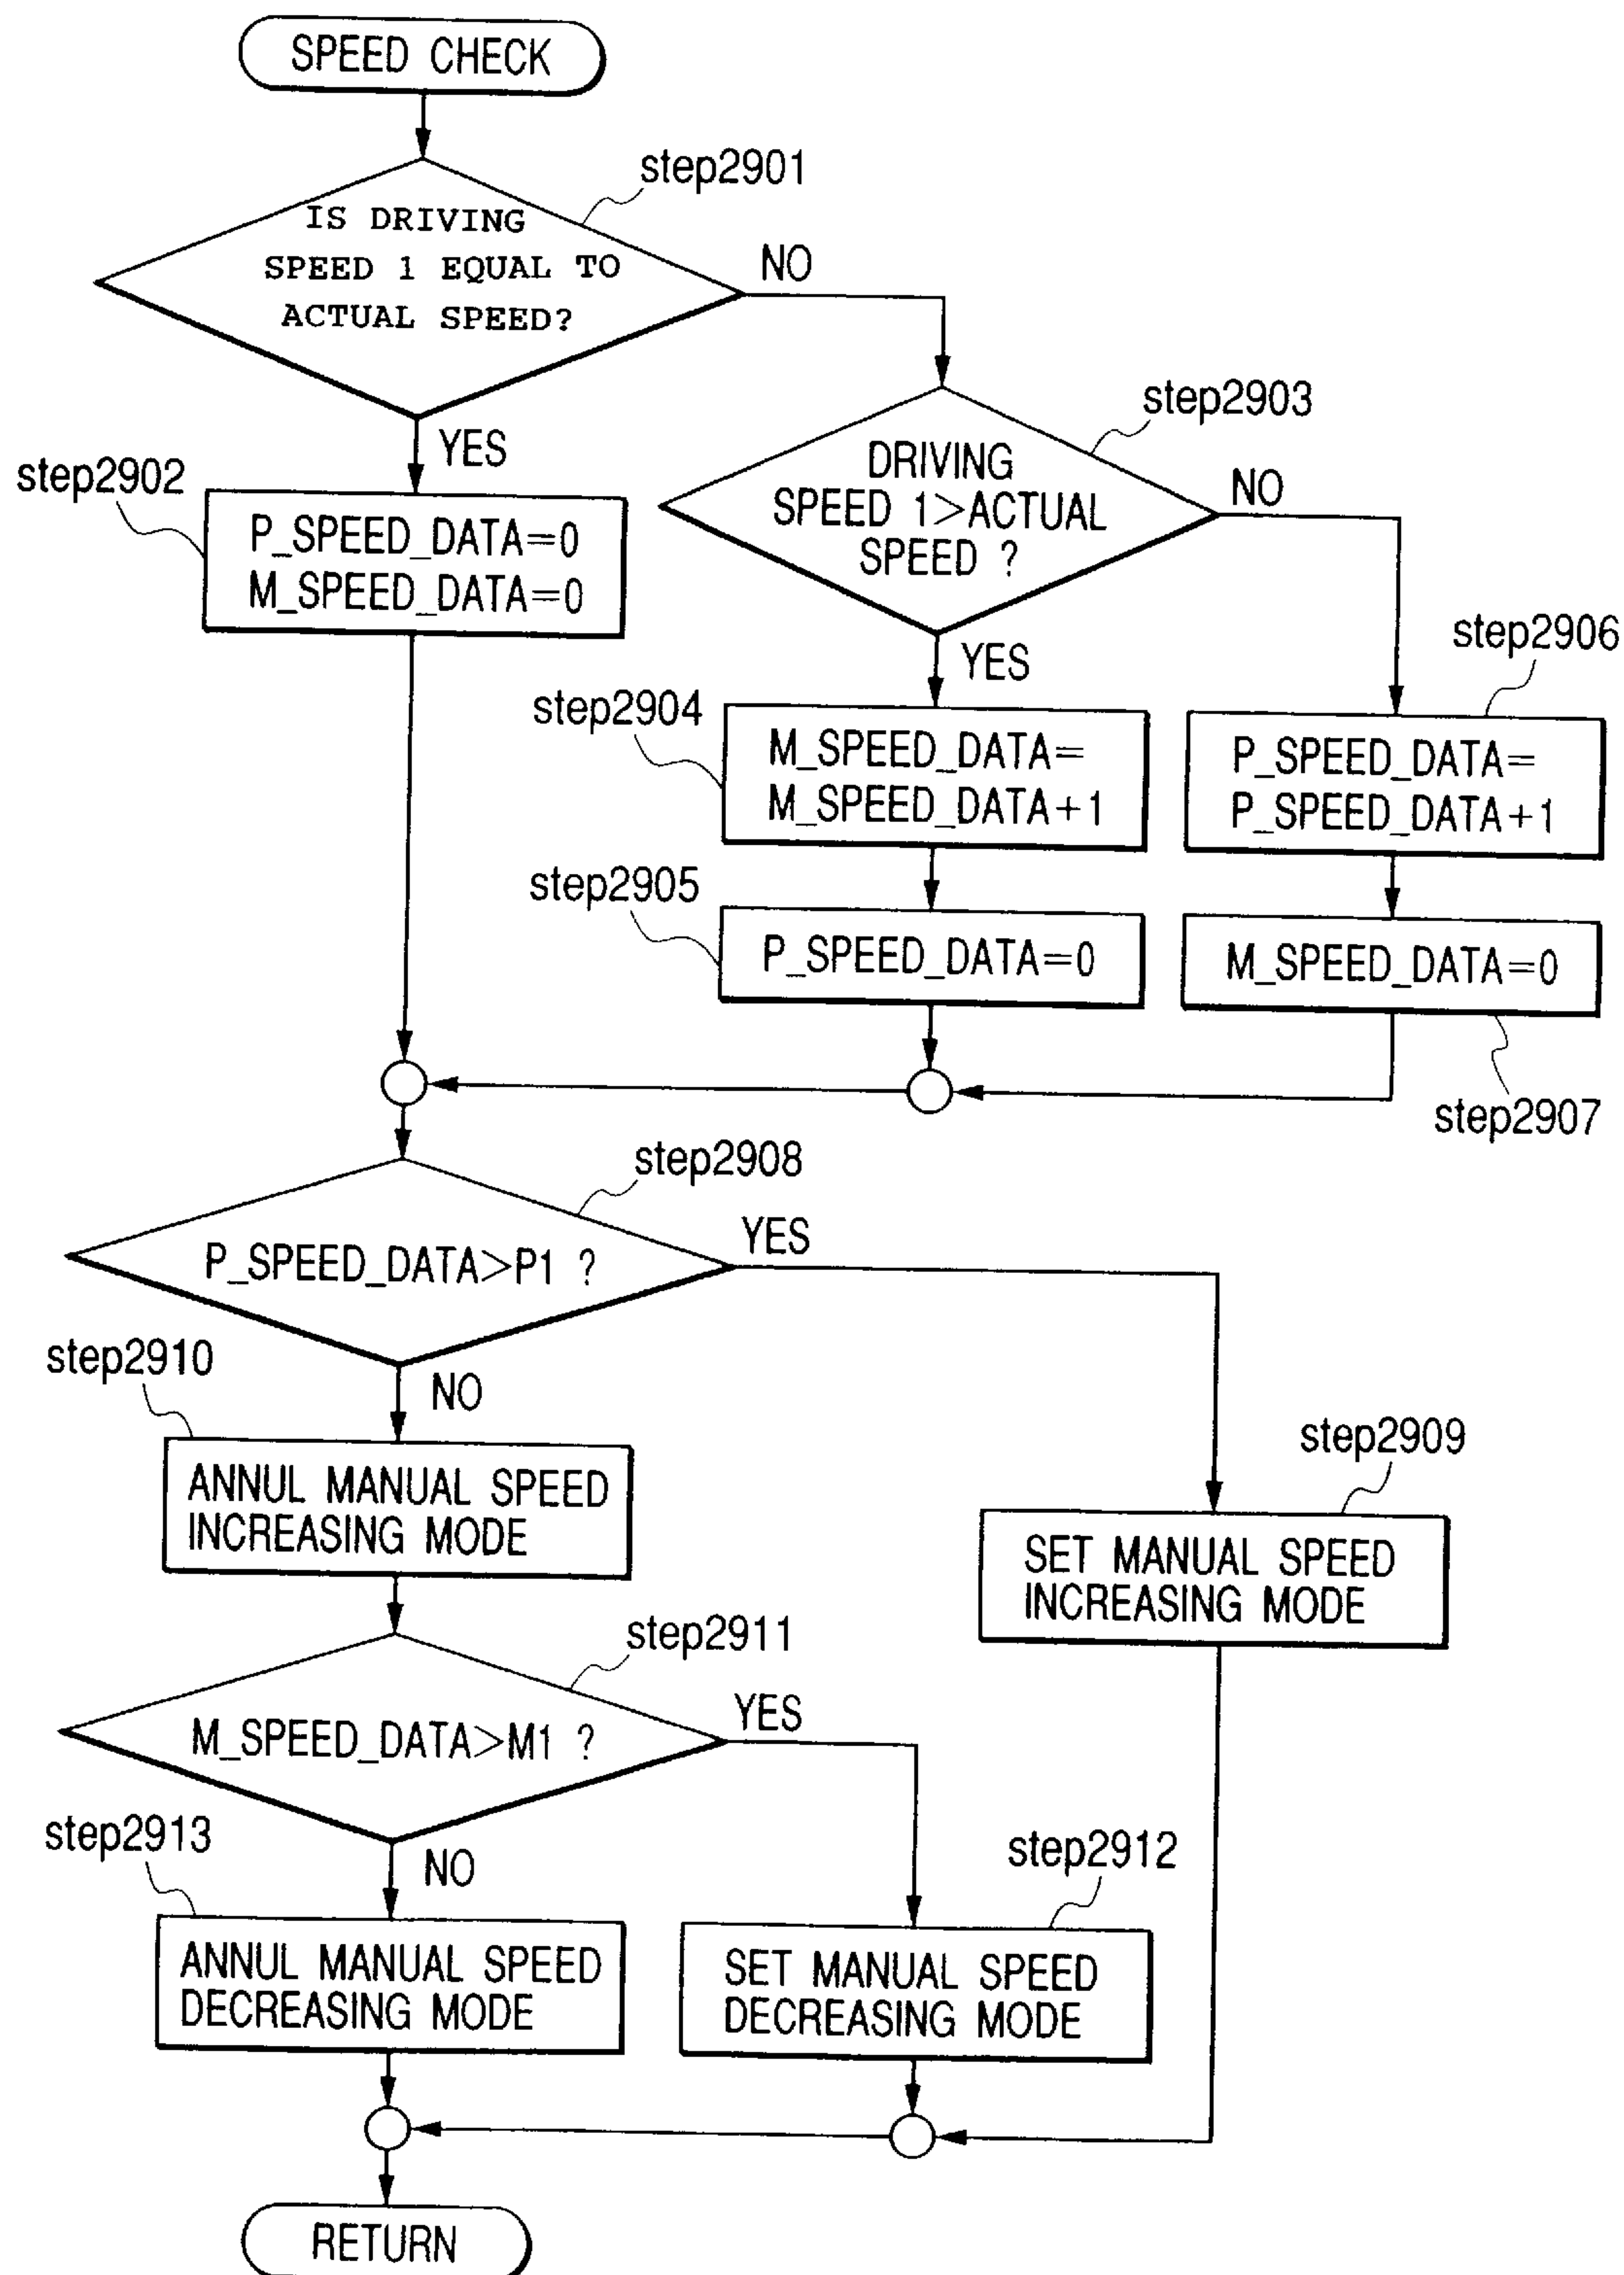 SPEED CHECK
step2901
IS DRIVING
SPEED 1 EQUAL TO
ACTUAL SPEED?
NO
YES
step2902
P_SPEED_DATA=0
M_SPEED_DATA=0
step2903
DRIVING
SPEED 1>ACTUAL
SPEED ?
NO
YES
step2904
M_SPEED_DATA=
M_SPEED_DATA+1
step2906
P_SPEED_DATA=
P_SPEED_DATA+1
step2905
P_SPEED_DATA=0
M_SPEED_DATA=0
step2907
step2908
P_SPEED_DATA>P1 ?
YES
NO
step2910
ANNUL MANUAL SPEED
INCREASING MODE
step2909
SET MANUAL SPEED
INCREASING MODE
step2911
M_SPEED_DATA>M1 ?
YES
NO
step2913
ANNUL MANUAL SPEED
DECREASING MODE
step2912
SET MANUAL SPEED
DECREASING MODE
RETURN